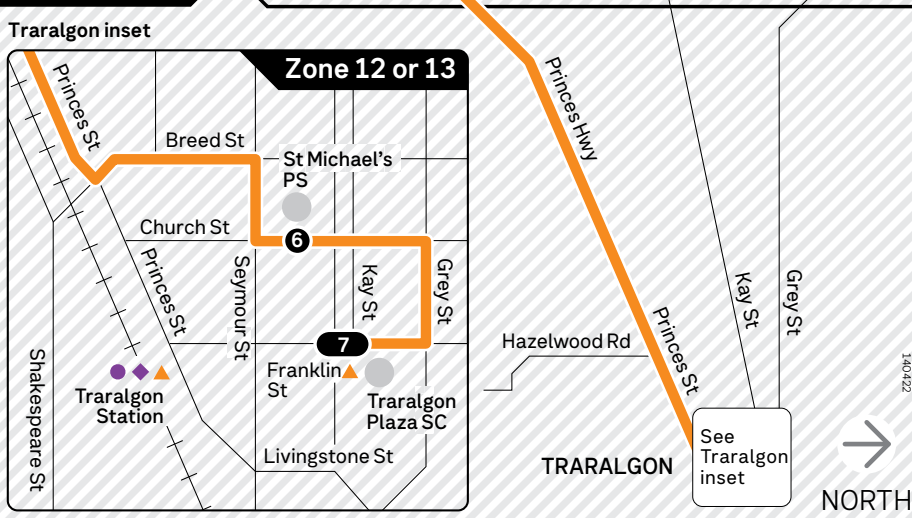 Traralgon inset
Zone 12 or 13
Princes St
Breed St
St Michael's
PS
Church St
6
Princes St
Seymour St
Kay St
Grey St
7
Franklin
St
Traralgon
Plaza SC
Traralgon
Station
Shakespeare St
Livingstone St
Princes Hwy
Kay St
Grey St
Hazelwood Rd
Princes St
140422
See
Traralgon
inset
TRARALGON
NORTH